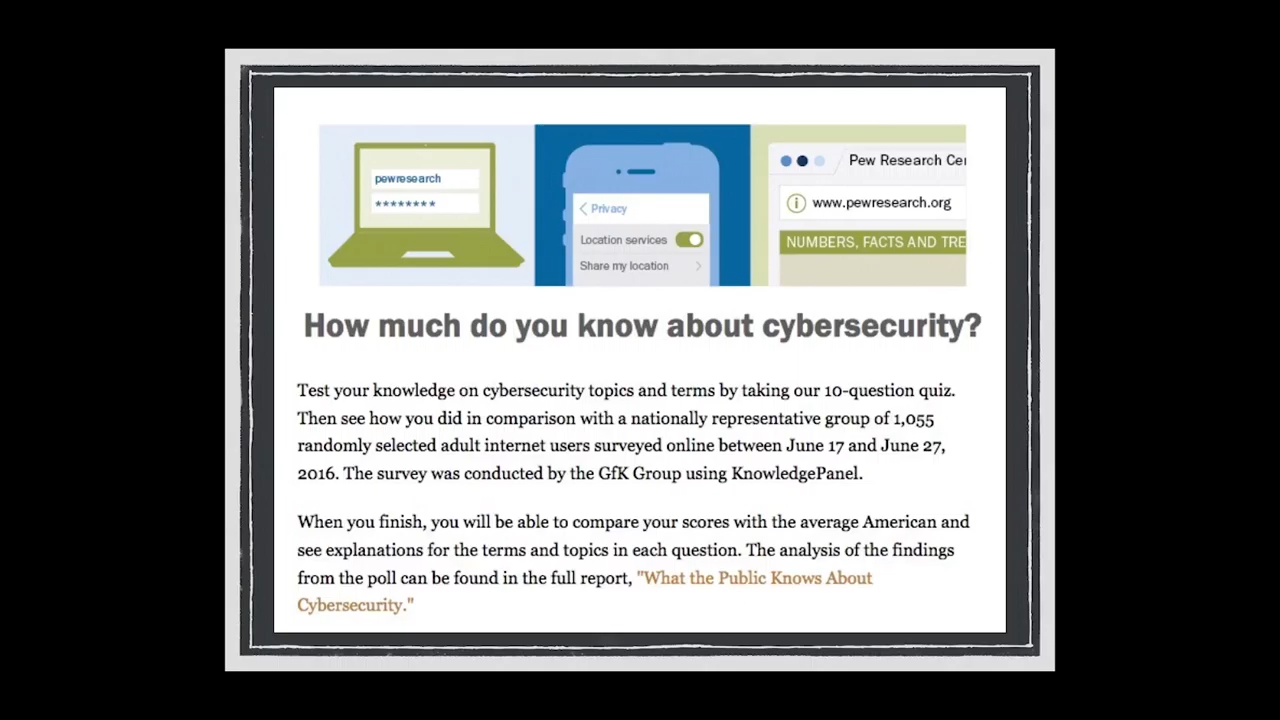 pewresearch
********
Privacy
Location services
Share my location
Pew Research Cen
www.pewresearch.org
NUMBERS, FACTS AND TRE
How much do you know about cybersecurity?
Test your knowledge on cybersecurity topics and terms by taking our 10-question quiz.
Then see how you did in comparison with a nationally representative group of 1,055
randomly selected adult internet users surveyed online between June 17 and June 27,
2016. The survey was conducted by the GfK Group using KnowledgePanel.
When you finish, you will be able to compare your scores with the average American and
see explanations for the terms and topics in each question. The analysis of the findings
from the poll can be found in the full report, "What the Public Knows About
Cybersecurity."